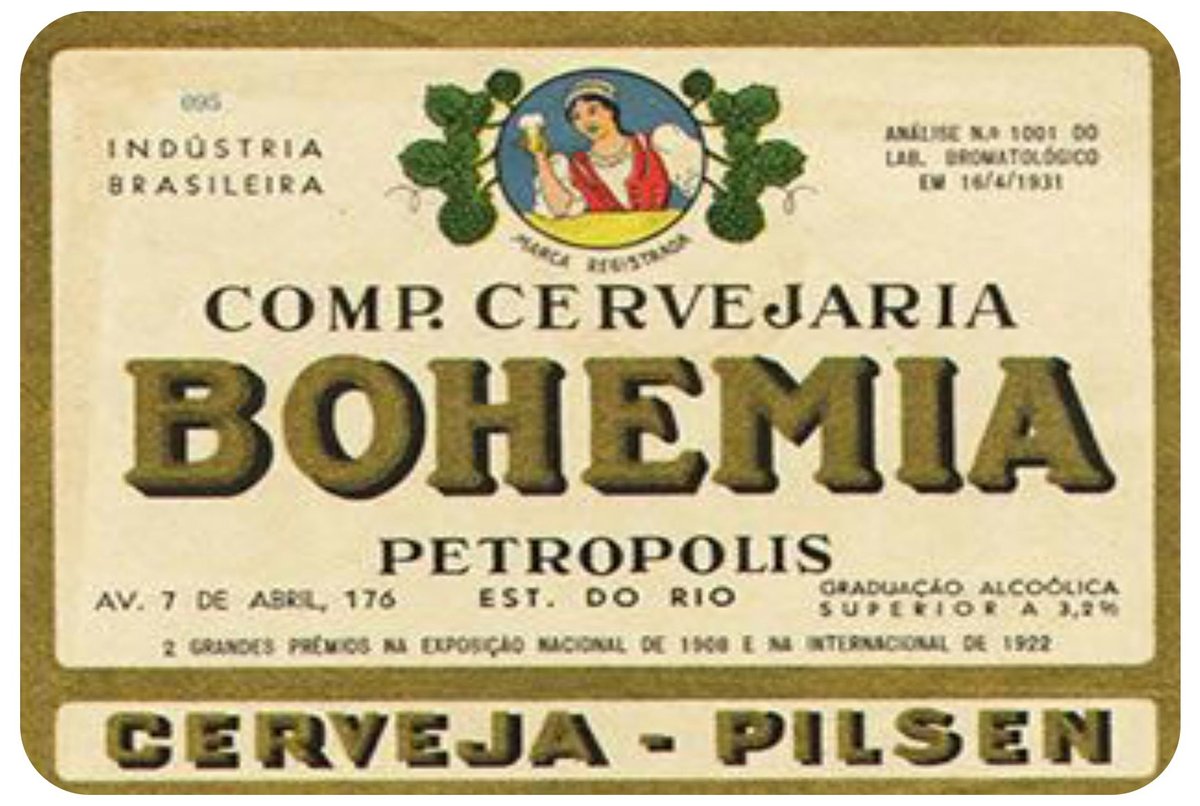 095
INDÚSTRIA
BRASILEIRA
ANÁLISE N.º 1001 DO
LAB. BROMATOLÓGICO
EM 16/4/1931
MARCA REGISTRADA
COMP. CERVEJARIA
BOHEMIA
PETROPOLIS
AV. 7 DE ABRIL, 176
EST. DO RIO
GRADUAÇÃO ALCOÓLICA
SUPERIOR A 3,2%
2 GRANDES PRÊMIOS NA EXPOSIÇÃO NACIONAL DE 1908 E NA INTERNACIONAL DE 1922
CERVEJA - PILSEN